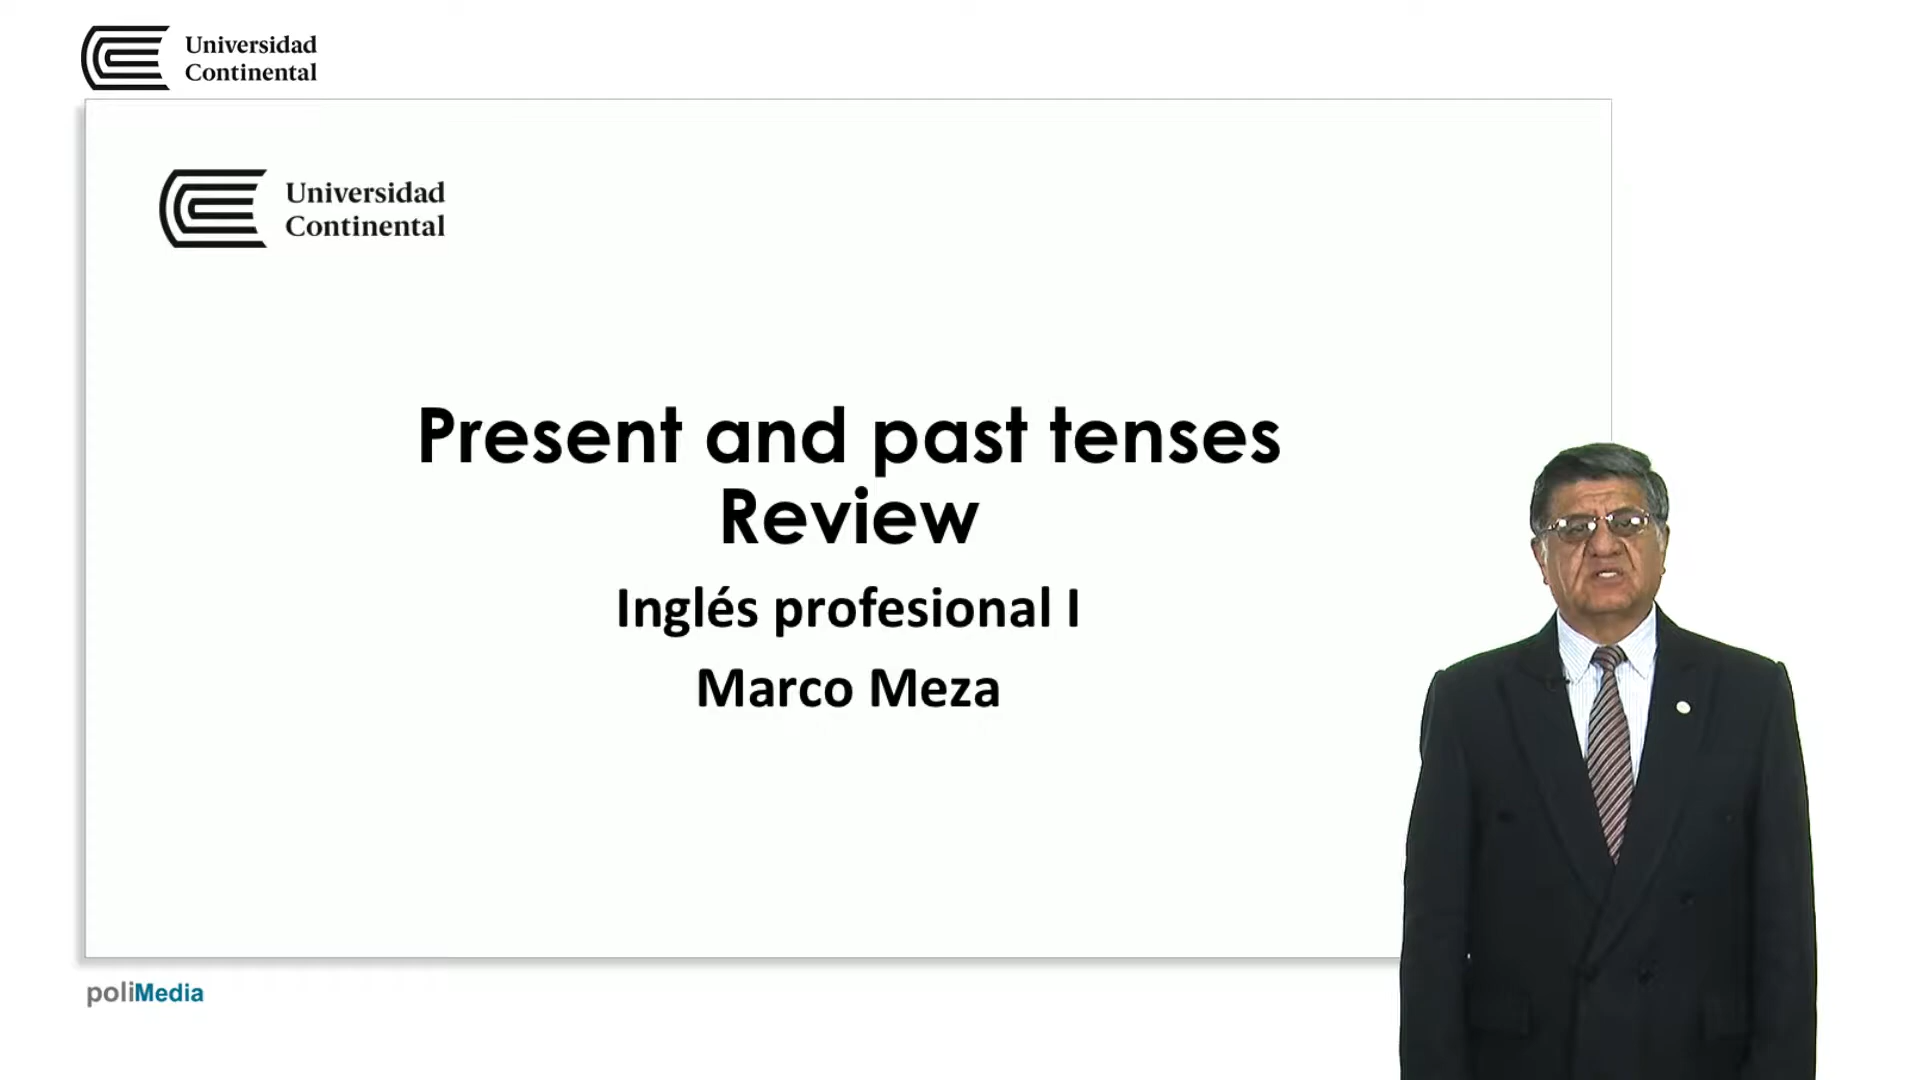 Universidad
Continental
Universidad
Continental
Present and past tenses
Review
Inglés profesional I
Marco Meza
poliMedia